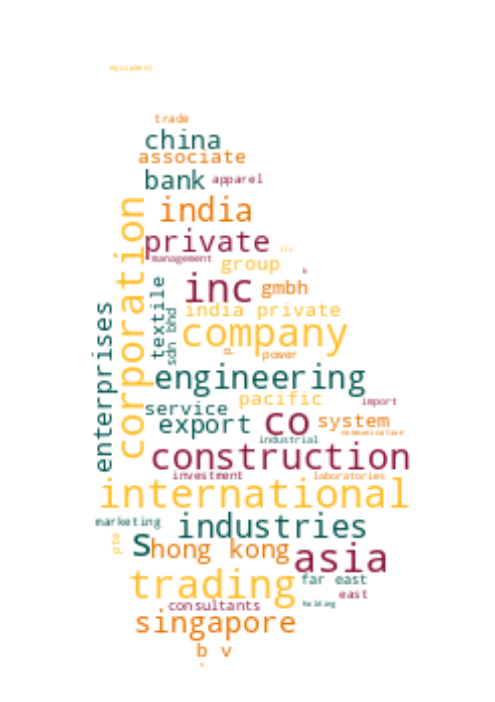 equipment
trade
china
associate
bank apparel
india
corporation
private
management llc
group
inc gmbh
textile
india private
sdn bhd
company
enterprises
p power
engineering
pacific import
service
export co system
communication
industrial
construction
investment laboratories
international
marketing industries
pte
s hong kong asia
trading far east
east
consultants holding
singapore
b v